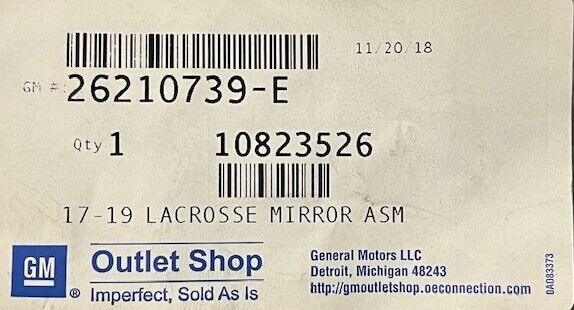 11/20/18
GM #: 26210739-E
Qty 1 10823526
17-19 LACROSSE MIRROR ASM
GM ® Outlet Shop
Imperfect, Sold As Is
General Motors LLC
Detroit, Michigan 48243
http://gmoutletshop.oeconnection.com
0A083373